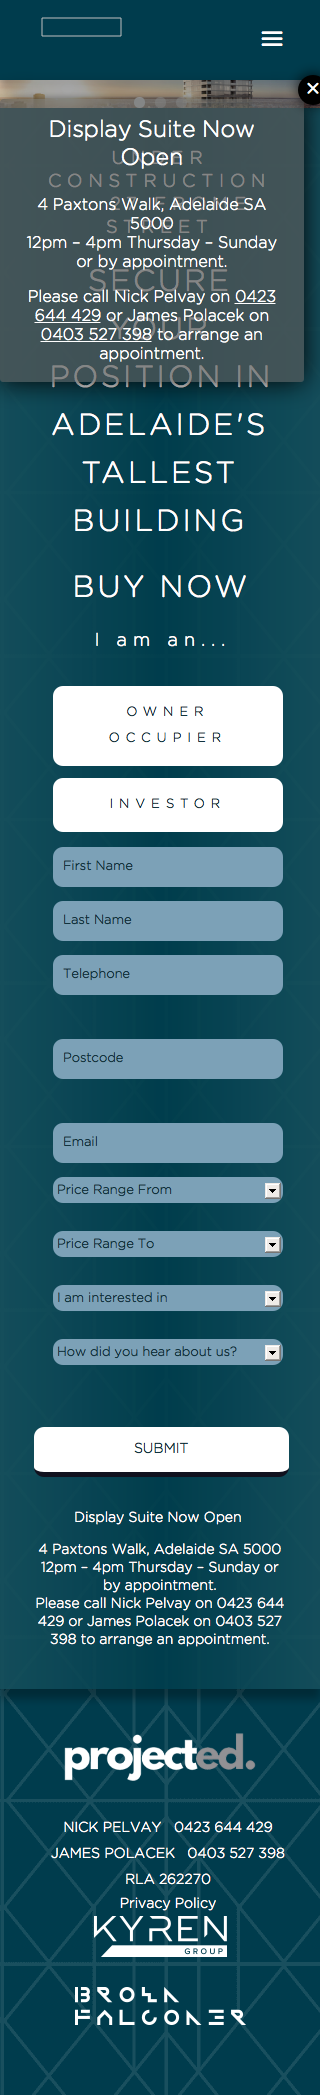 Display Suite Now
Open
UNDER
CONSTRUCTION
STREET
4 Paxtons Walk, Adelaide SA
5000
12pm – 4pm Thursday – Sunday
or by appointment.
Please call Nick Pelvay on 0423
644 429 or James Polacek on
0403 527 398 to arrange an
appointment.
SECURE
YOUR
POSITION IN
ADELAIDE'S
TALLEST
BUILDING
BUY NOW
I am an...
OWNER
OCCUPIER
INVESTOR
First Name
Last Name
Telephone
Postcode
Email
Price Range From
Price Range To
I am interested in
How did you hear about us?
SUBMIT
Display Suite Now Open
4 Paxtons Walk, Adelaide SA 5000
12pm – 4pm Thursday – Sunday or
by appointment.
Please call Nick Pelvay on 0423 644
429 or James Polacek on 0403 527
398 to arrange an appointment.
projected.
NICK PELVAY 0423 644 429
JAMES POLACEK 0403 527 398
RLA 262270
Privacy Policy
KYREN
GROUP
BROWN
FALCONER